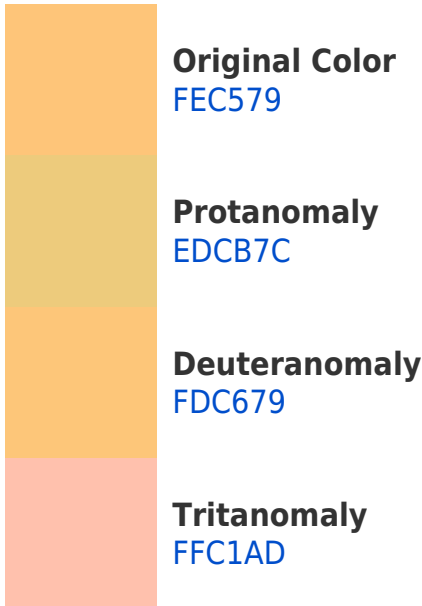 Original Color
FEC579
Protanomaly
EDCB7C
Deuteranomaly
FDC679
Tritanomaly
FFC1AD